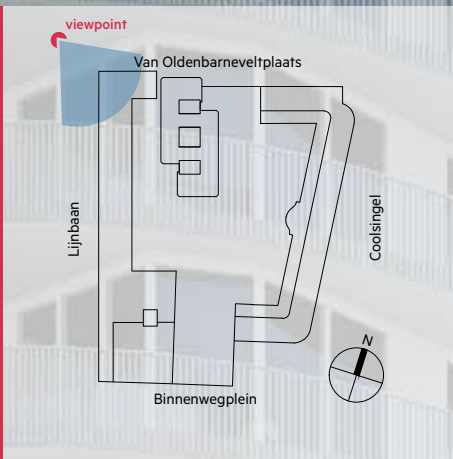 viewpoint
Van Oldenbarneveltplaats
Lijnbaan
Coolsingel
N
Binnenwegplein